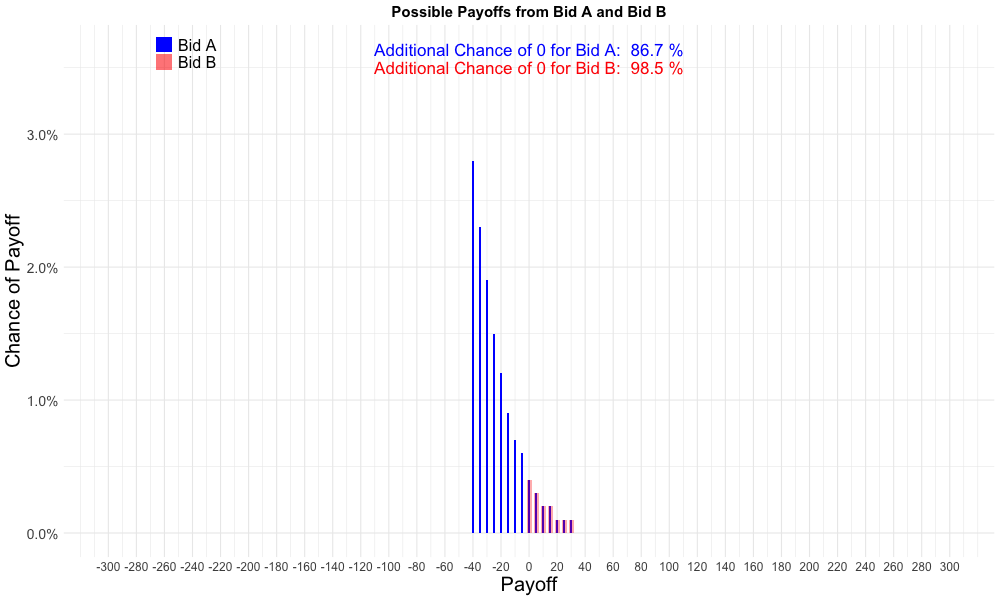 Possible Payoffs from Bid A and Bid B
Bid A
Bid B
Additional Chance of 0 for Bid A: 86.7 %
Additional Chance of 0 for Bid B: 98.5 %
Chance of Payoff
3.0%
2.0%
1.0%
0.0%
-300 -280 -260 -240 -220 -200 -180 -160 -140 -120 -100 -80 -60 -40 -20 0 20 40 60 80 100 120 140 160 180 200 220 240 260 280 300
Payoff